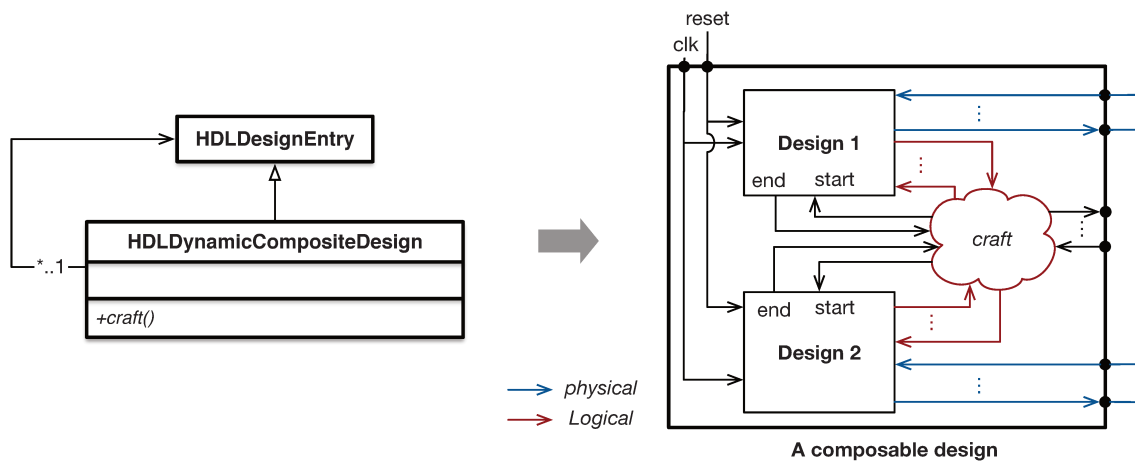 HDLDesignEntry
HDLDynamicCompositeDesign
*..1
+craft()
reset
clk
Design 1
end start
craft
end start
Design 2
physical
Logical
A composable design